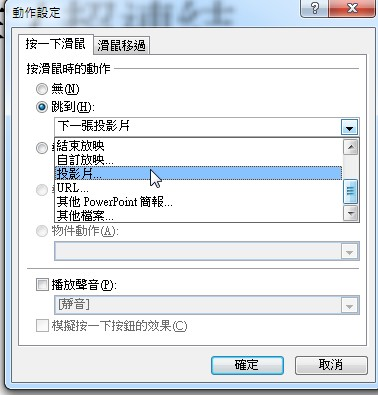 動作設定
按一下滑鼠
滑鼠移過
按滑鼠時的動作
無(N)
跳到(H):
下一張投影片
結束放映
自訂放映...
投影片...
URL...
其他 PowerPoint 簡報...
其他檔案...
物件動作(A):
播放聲音(P):
[靜音]
模擬按一下按鈕的效果(C)
確定
取消